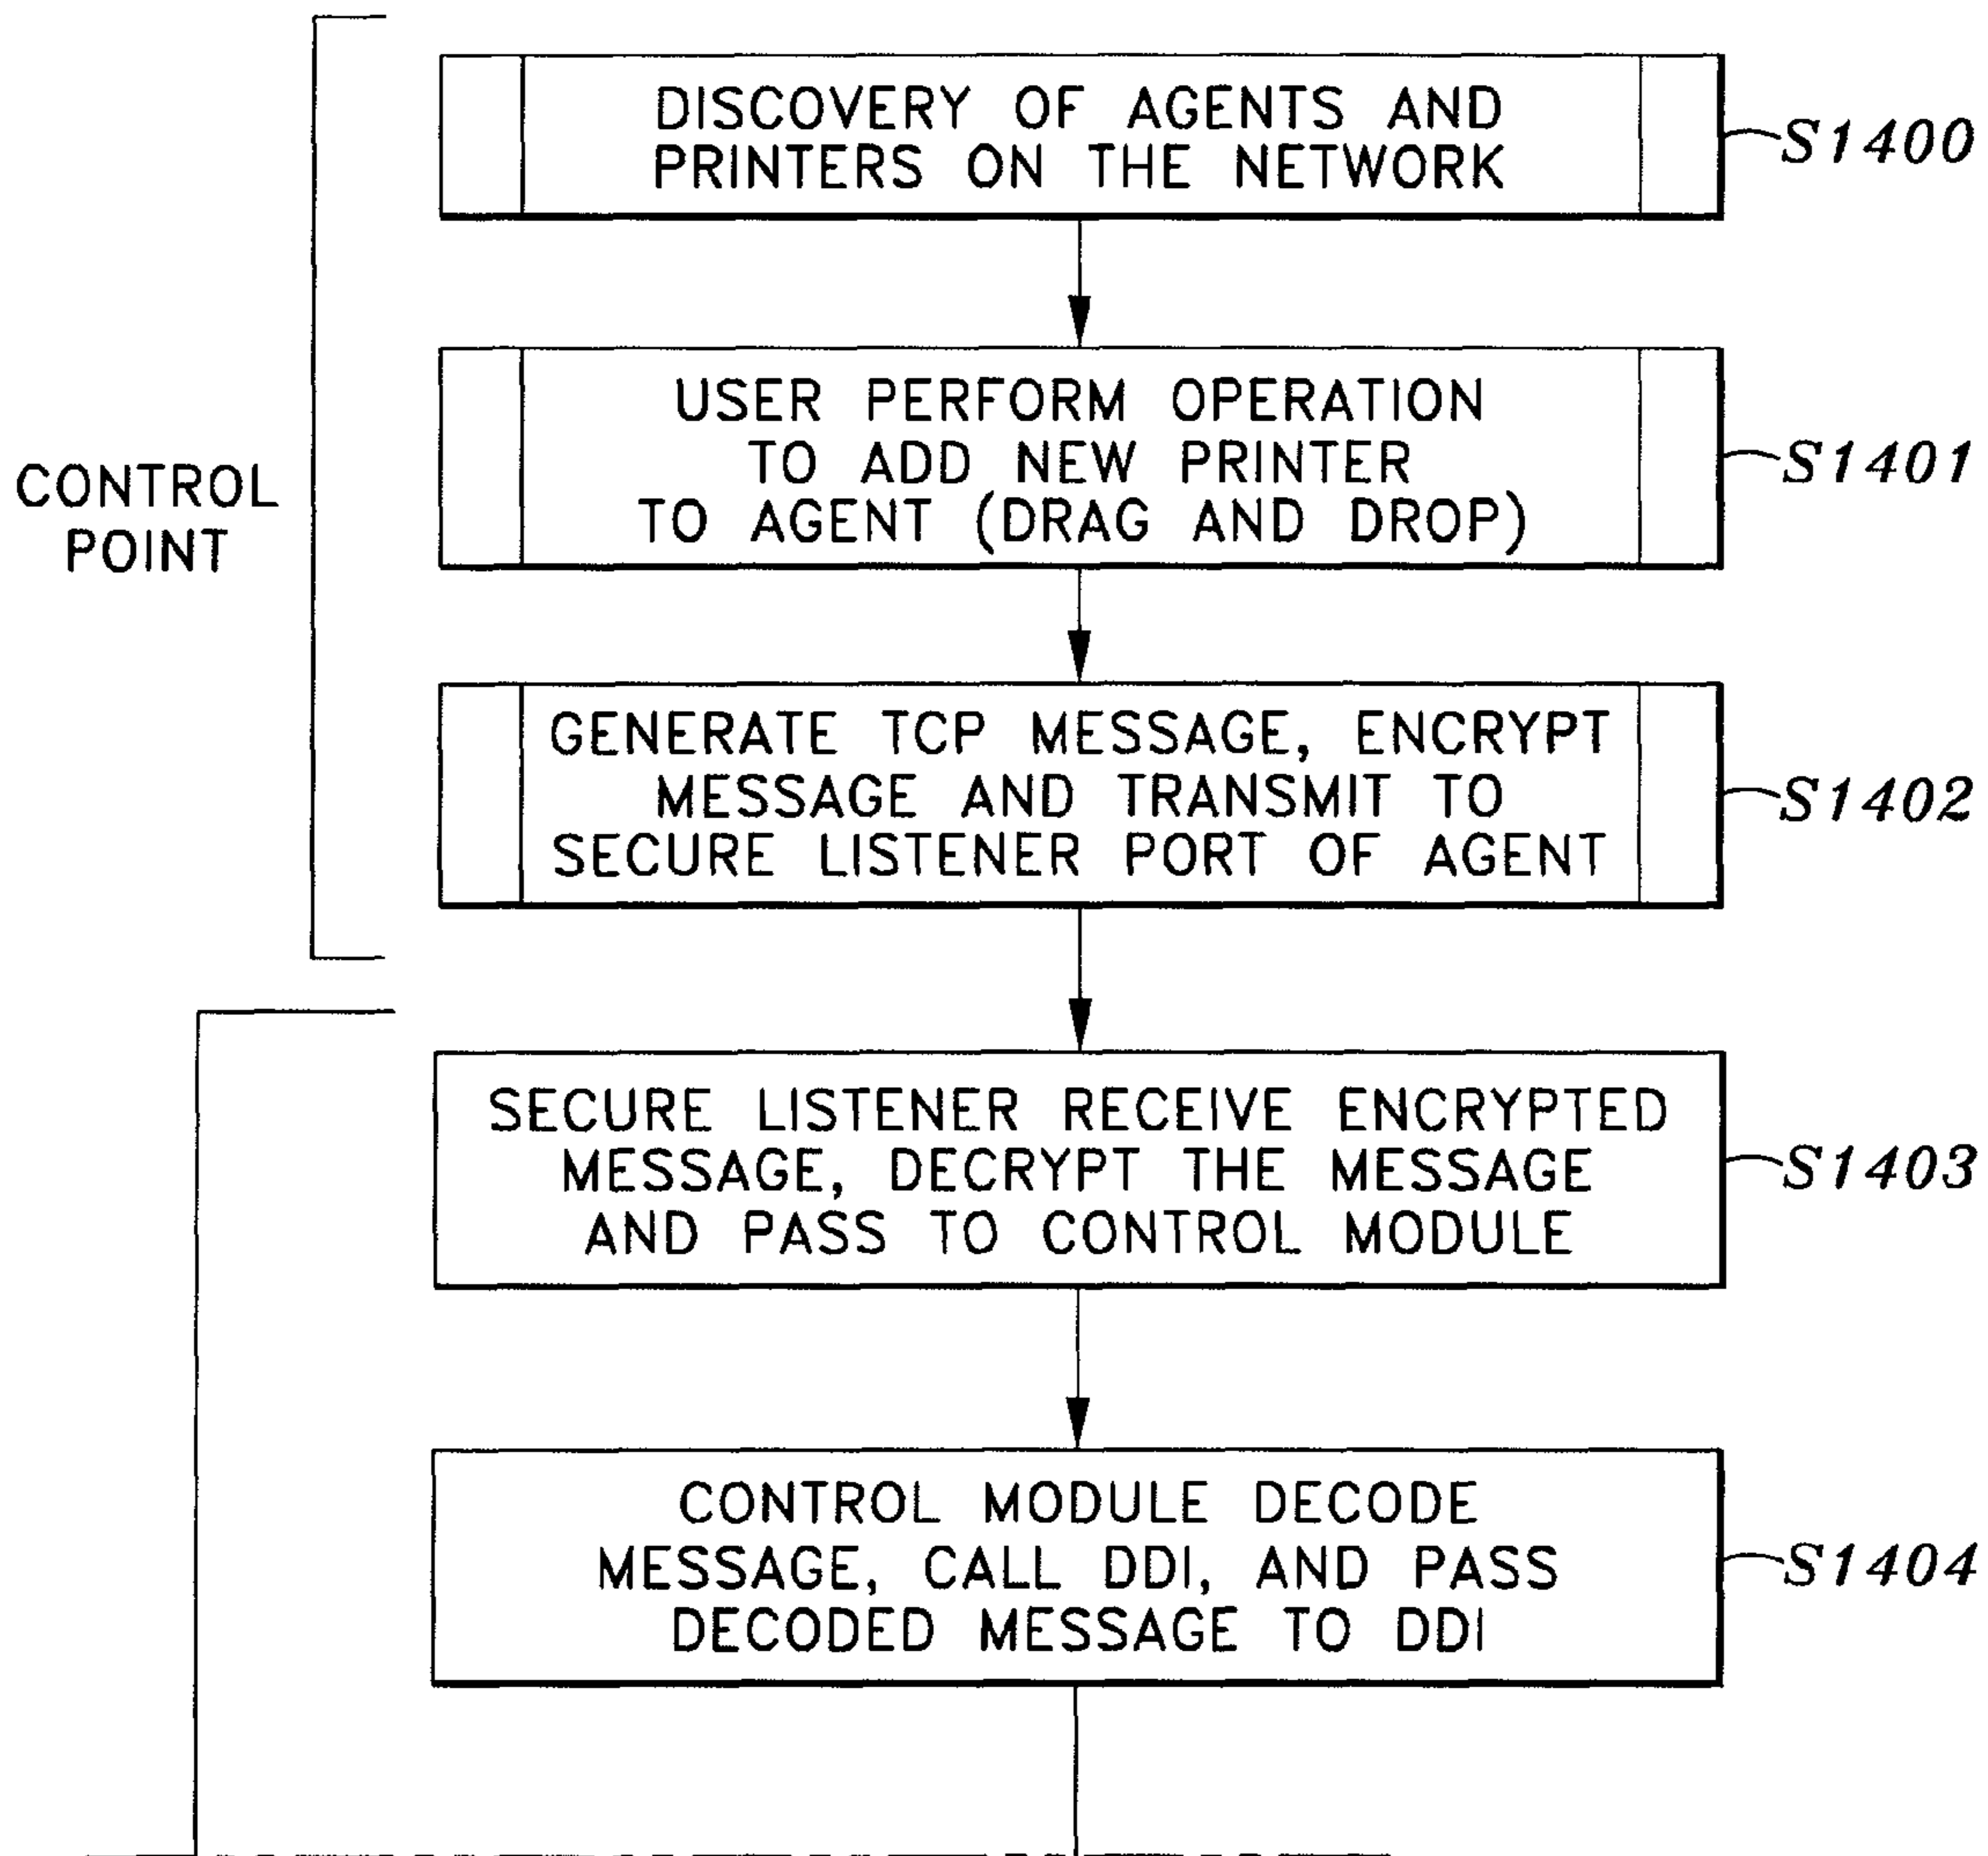 DISCOVERY OF AGENTS AND
PRINTERS ON THE NETWORK
S1400
USER PERFORM OPERATION
TO ADD NEW PRINTER
TO AGENT (DRAG AND DROP)
S1401
CONTROL
POINT
GENERATE TCP MESSAGE, ENCRYPT
MESSAGE AND TRANSMIT TO
SECURE LISTENER PORT OF AGENT
S1402
SECURE LISTENER RECEIVE ENCRYPTED
MESSAGE, DECRYPT THE MESSAGE
AND PASS TO CONTROL MODULE
S1403
CONTROL MODULE DECODE
MESSAGE, CALL DDI, AND PASS
DECODED MESSAGE TO DDI
S1404